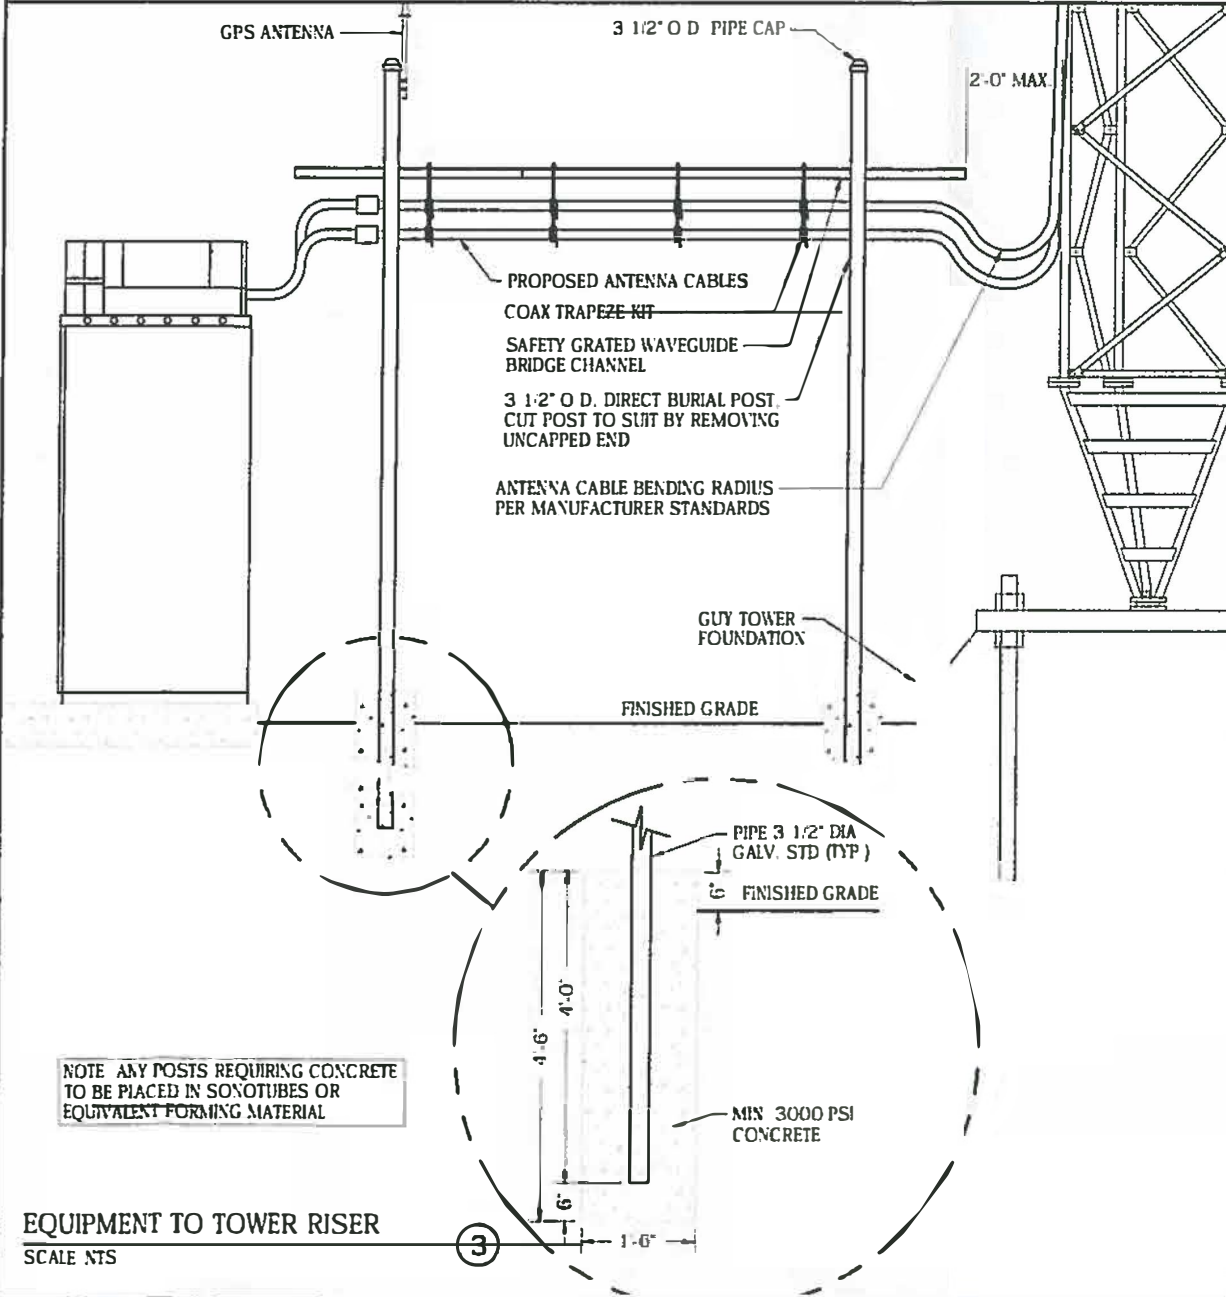 GPS ANTENNA
3 1/2" O D PIPE CAP
2'-0" MAX.
PROPOSED ANTENNA CABLES
COAX TRAPEZE KIT
SAFETY GRATED WAVEGUIDE
BRIDGE CHANNEL
3 1/2" O D. DIRECT BURIAL POST.
CUT POST TO SUIT BY REMOVING
UNCAPPED END
ANTENNA CABLE BENDING RADIUS
PER MANUFACTURER STANDARDS
GUY TOWER
FOUNDATION
FINISHED GRADE
PIPE 3 1/2" DIA
GALV. STD (TYP)
6"
FINISHED GRADE
4'-0"
4'-6"
MIN 3000 PSI
CONCRETE
6"
1'-6"
NOTE ANY POSTS REQUIRING CONCRETE
TO BE PLACED IN SONOTUBES OR
EQUIVALENT FORMING MATERIAL
EQUIPMENT TO TOWER RISER
3
SCALE NTS